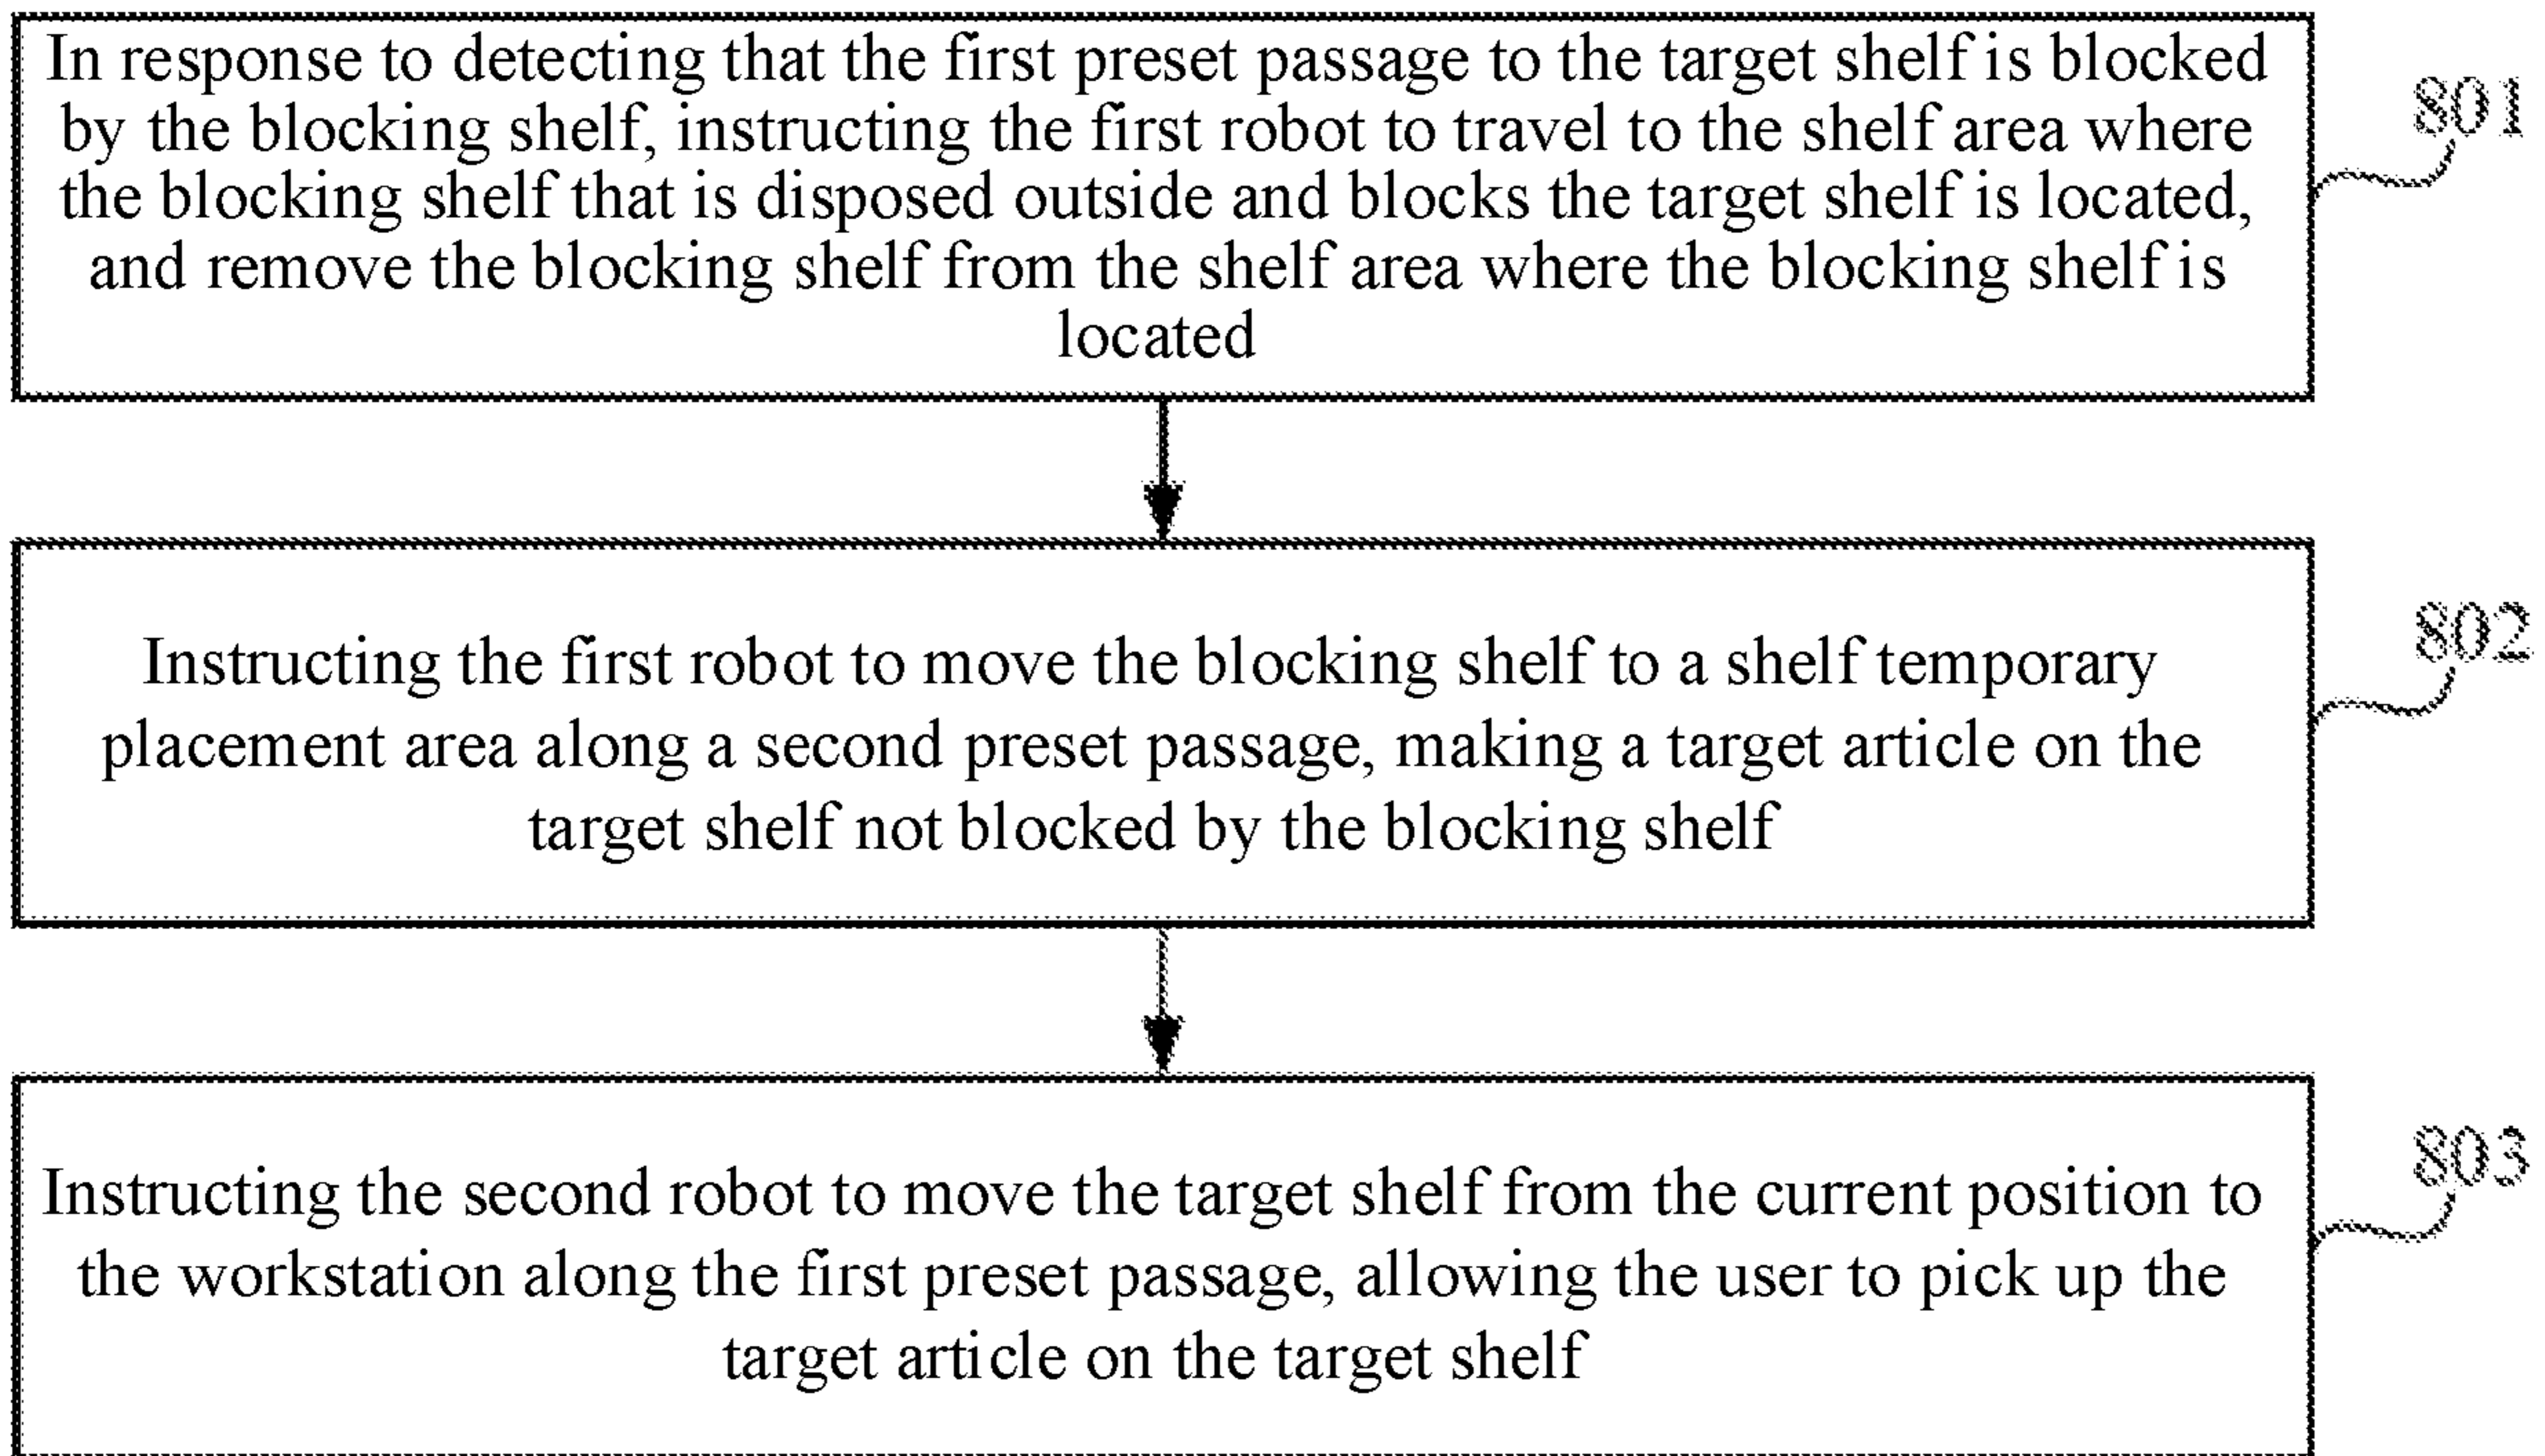 In response to detecting that the first preset passage to the target shelf is blocked
by the blocking shelf, instructing the first robot to travel to the shelf area where
the blocking shelf that is disposed outside and blocks the target shelf is located,
and remove the blocking shelf from the shelf area where the blocking shelf is
located
801
Instructing the first robot to move the blocking shelf to a shelf temporary
placement area along a second preset passage, making a target article on the
target shelf not blocked by the blocking shelf
802
Instructing the second robot to move the target shelf from the current position to
the workstation along the first preset passage, allowing the user to pick up the
target article on the target shelf
803